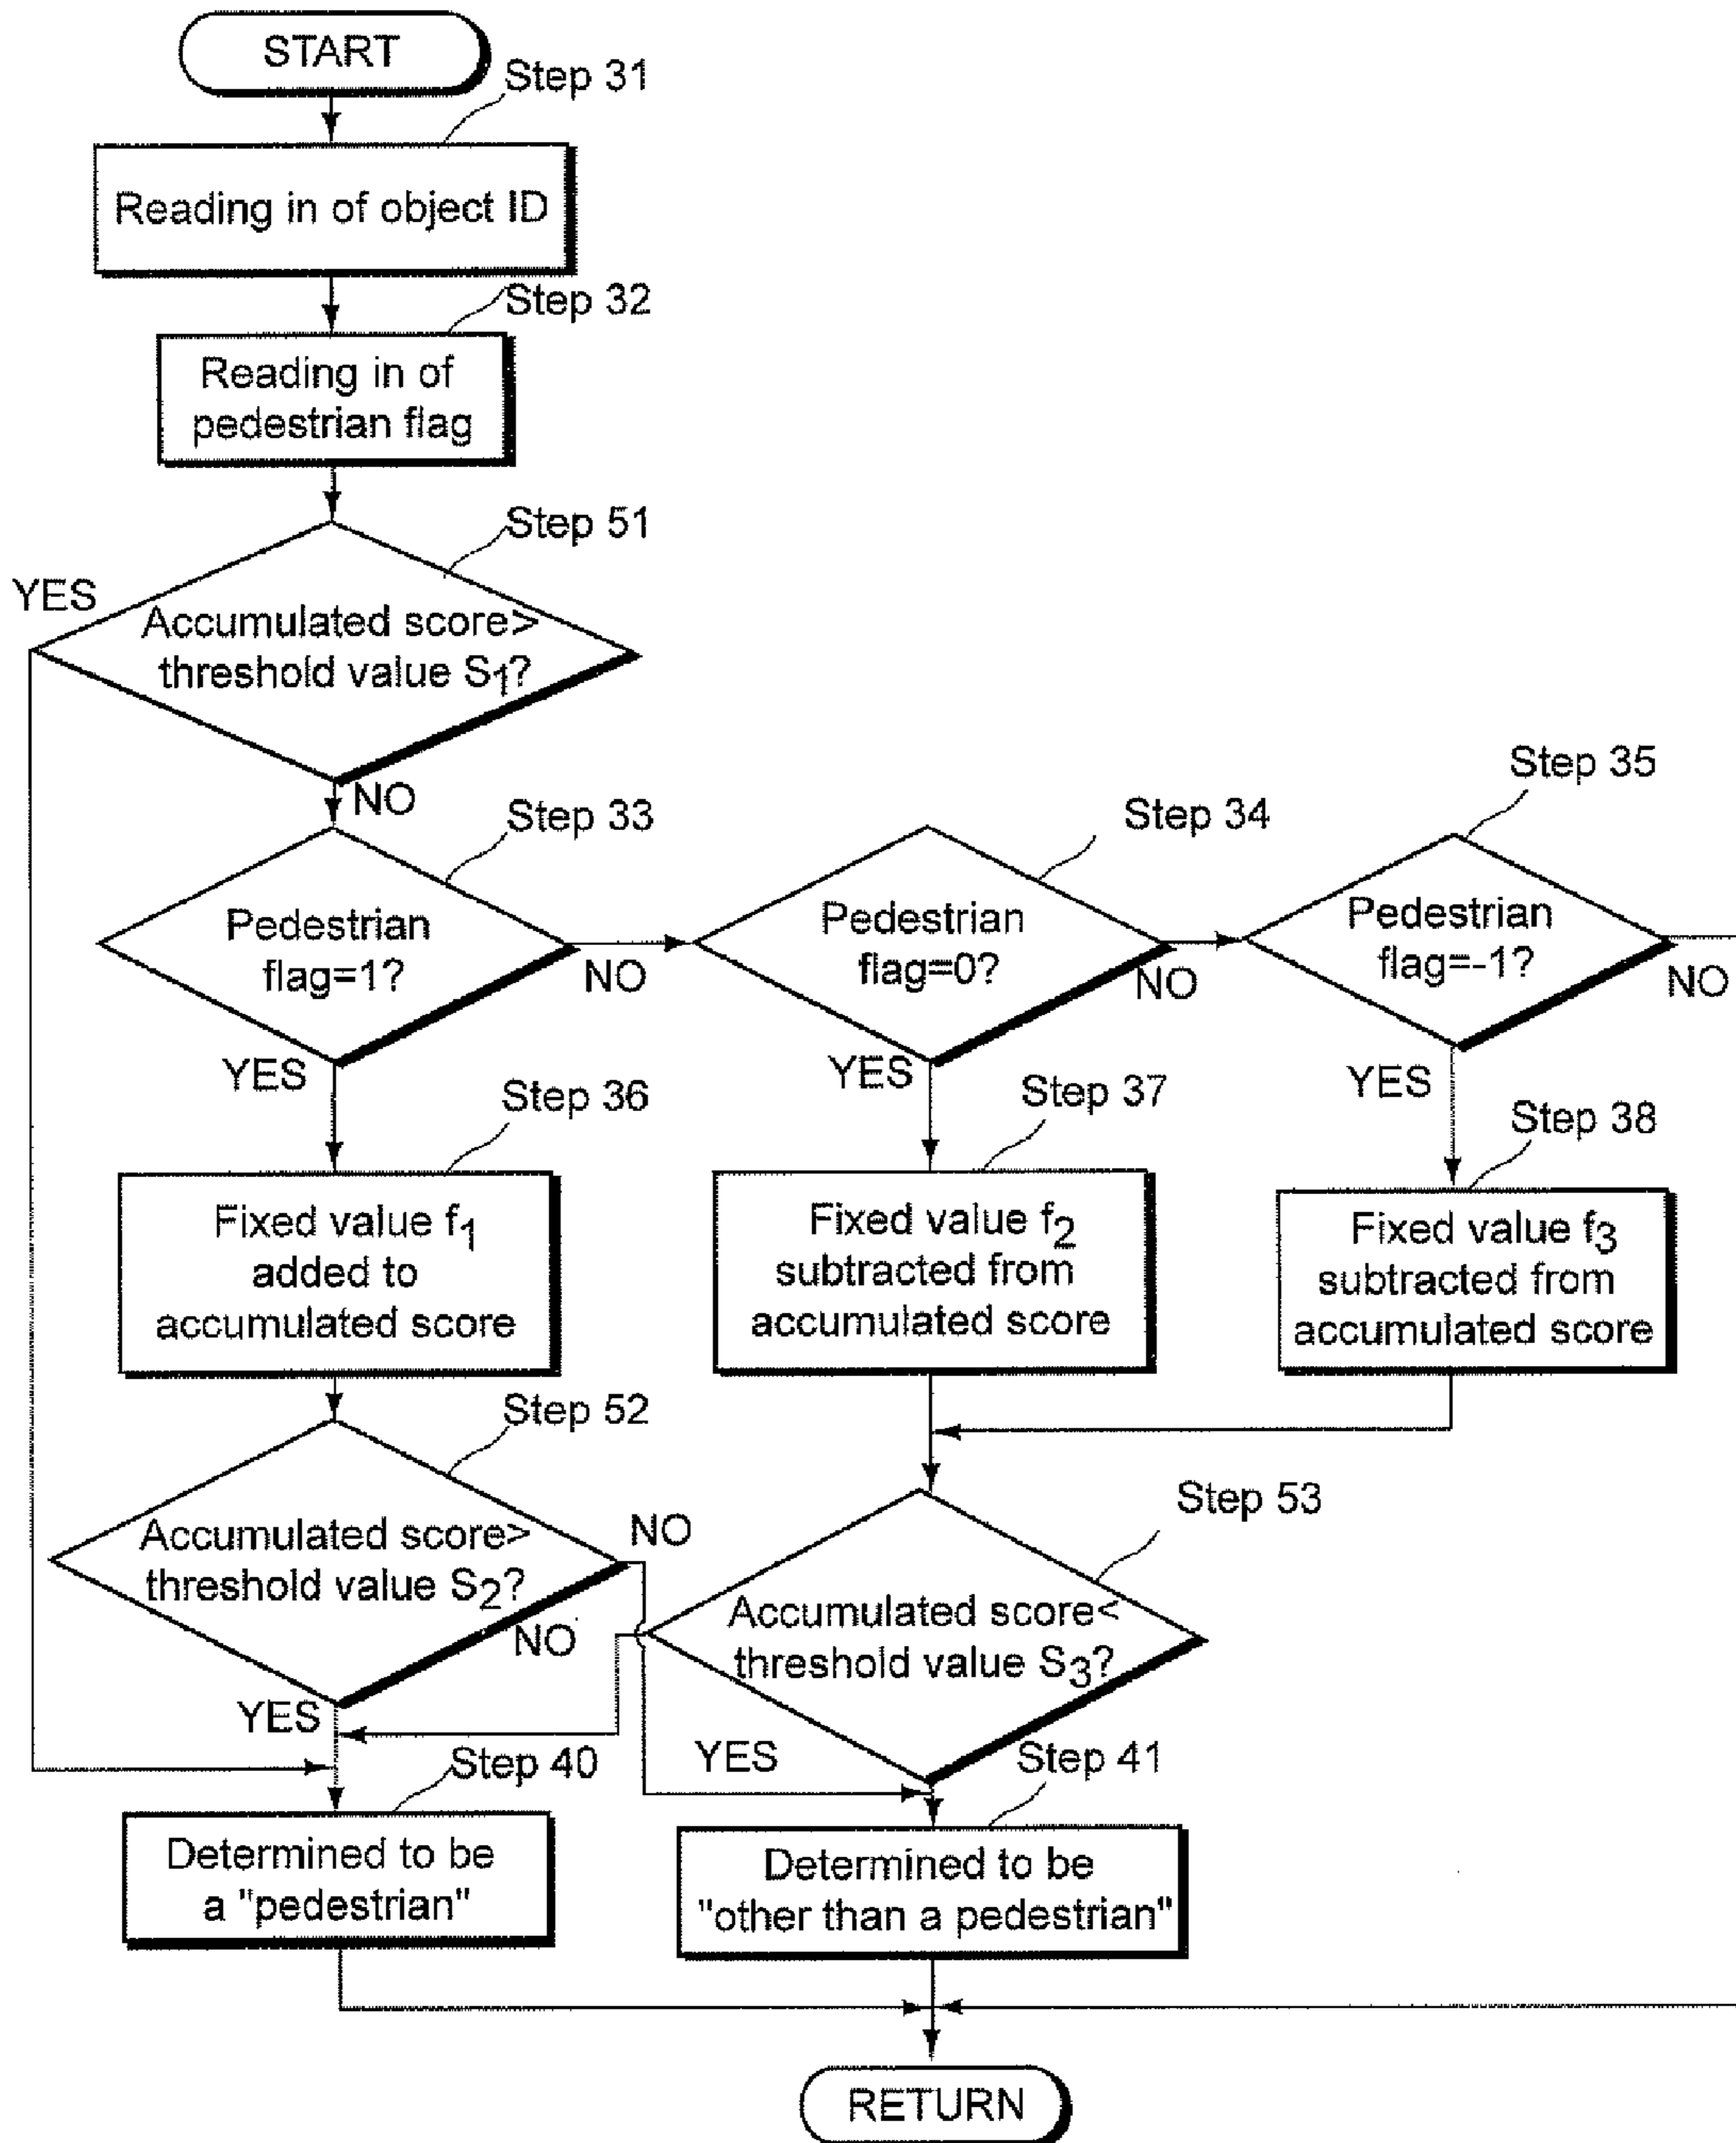 START
Step 31
Reading in of object ID
Step 32
Reading in of
pedestrian flag
Step 51
YES
Accumulated score>
threshold value S1?
NO
Step 33
Pedestrian
flag=1?
NO
YES
Step 34
Pedestrian
flag=0?
NO
YES
Step 35
Pedestrian
flag=-1?
NO
YES
Step 36
Fixed value f1
added to
accumulated score
Step 37
Fixed value f2
subtracted from
accumulated score
Step 38
Fixed value f3
subtracted from
accumulated score
Step 52
Accumulated score>
threshold value S2?
NO
NO
YES
Step 53
Accumulated score<
threshold value S3?
YES
Step 40
Determined to be
a "pedestrian"
Step 41
Determined to be
"other than a pedestrian"
RETURN